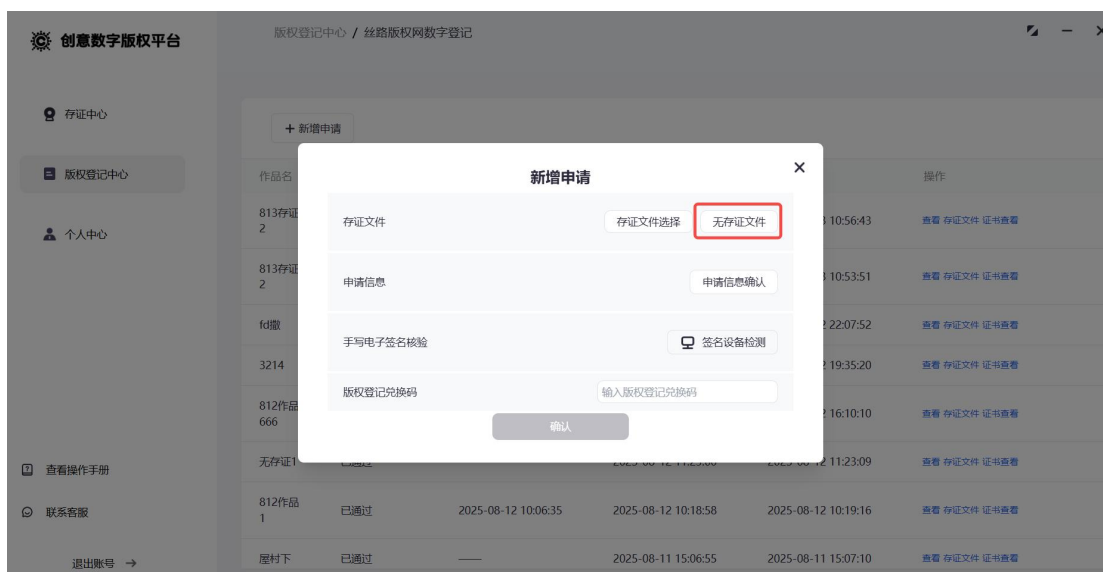 创意数字版权平台
版权登记中心 / 丝路版权网数字登记
存证中心
版权登记中心
个人中心
查看操作手册
联系客服
退出账号 →
+ 新增申请
作品名
操作
813存证
2
10:56:43
查看 存证文件 证书查看
813存证
2
10:53:51
查看 存证文件 证书查看
fd撒
22:07:52
查看 存证文件 证书查看
3214
19:35:20
查看 存证文件 证书查看
812作品
666
16:10:10
查看 存证文件 证书查看
无存证1
11:23:09
查看 存证文件 证书查看
812作品
1
已通过
2025-08-12 10:06:35
2025-08-12 10:18:58
2025-08-12 10:19:16
查看 存证文件 证书查看
屋村下
已通过
——
2025-08-11 15:06:55
2025-08-11 15:07:10
查看 存证文件 证书查看
新增申请
存证文件
存证文件选择
无存证文件
申请信息
申请信息确认
手写电子签名核验
签名设备检测
版权登记兑换码
输入版权登记兑换码
确认